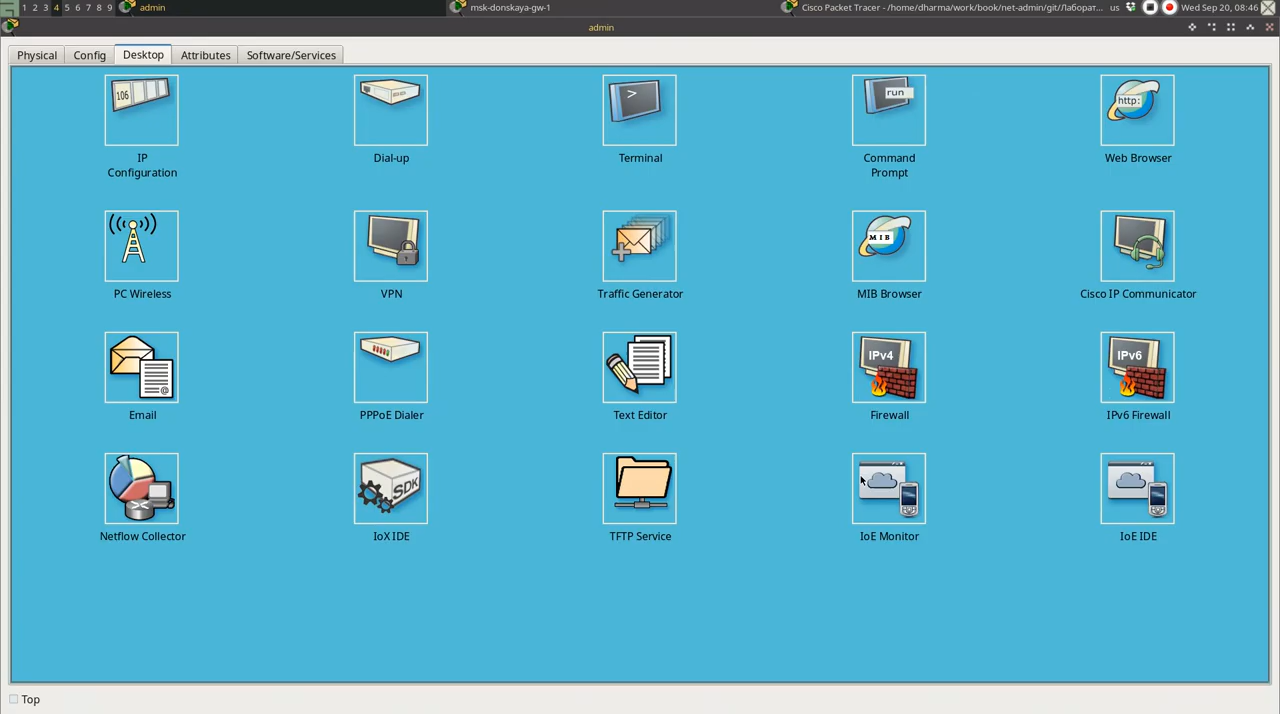 1 2 3 4 5 6 7 8 9 admin msk-donskaya-gw-1 Cisco Packet Tracer - /home/dharma/work/book/net-admin/git//Лаборат... us Wed Sep 20, 08:46
admin
Physical Config Desktop Attributes Software/Services
106 > run http:
IP Configuration
Dial-up
Terminal
Command Prompt
Web Browser
MIB
PC Wireless VPN Traffic Generator MIB Browser Cisco IP Communicator
IPv4 IPv6
@
Email PPPoE Dialer Text Editor Firewall IPv6 Firewall
SDK
Netflow Collector IoX IDE TFTP Service IoE Monitor IoE IDE
Top